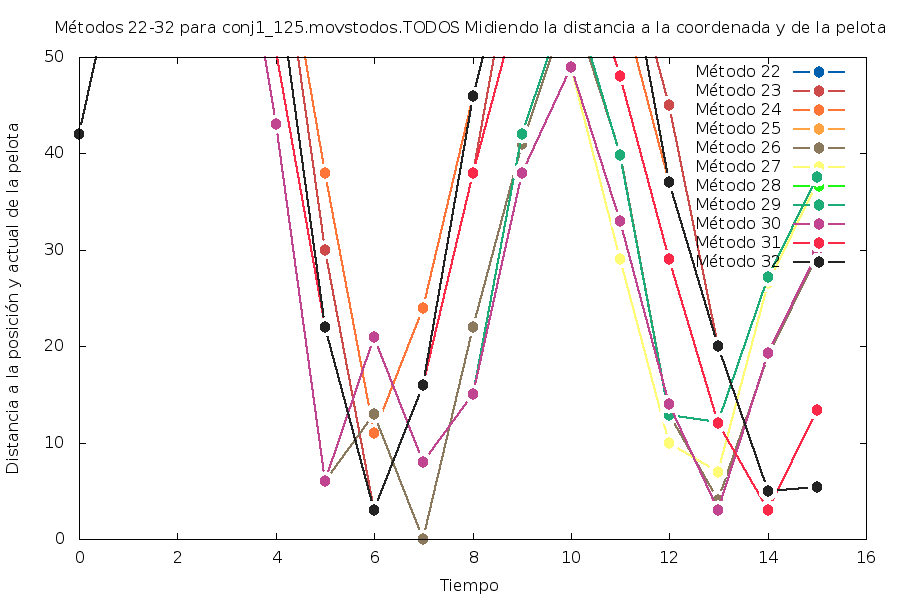 Métodos 22-32 para conj1_125.movstodos.TODOS Midiendo la distancia a la coordenada y de la pelota
Distancia a la posición y actual de la pelota
50
40
30
20
10
0
0 2 4 6 8 10 12 14 16
Tiempo
Método 22
Método 23
Método 24
Método 25
Método 26
Método 27
Método 28
Método 29
Método 30
Método 31
Método 32